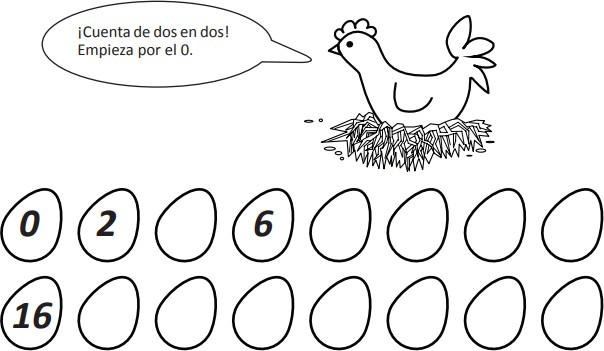 ¡Cuenta de dos en dos!
Empieza por el 0.
0 2 6
16